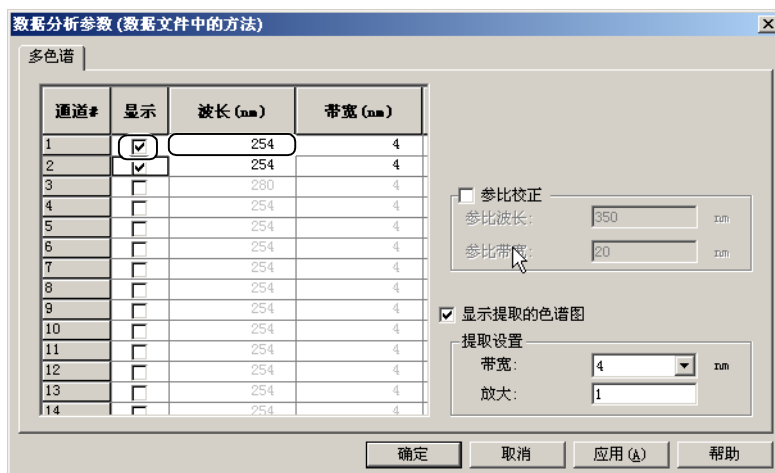 数据分析参数(数据文件中的方法)
多色谱
通道# 显示 波长(nm) 带宽(nm)
1 254 4
2 254 4
3 280 4
4 254 4
5 254 4
6 254 4
7 254 4
8 254 4
9 254 4
10 254 4
11 254 4
12 254 4
13 254 4
14 254 4
参比校正
参比波长: 350 nm
参比带宽: 20 nm
显示提取的色谱图
提取设置
带宽: 4 nm
放大: 1
确定 取消 应用(A) 帮助